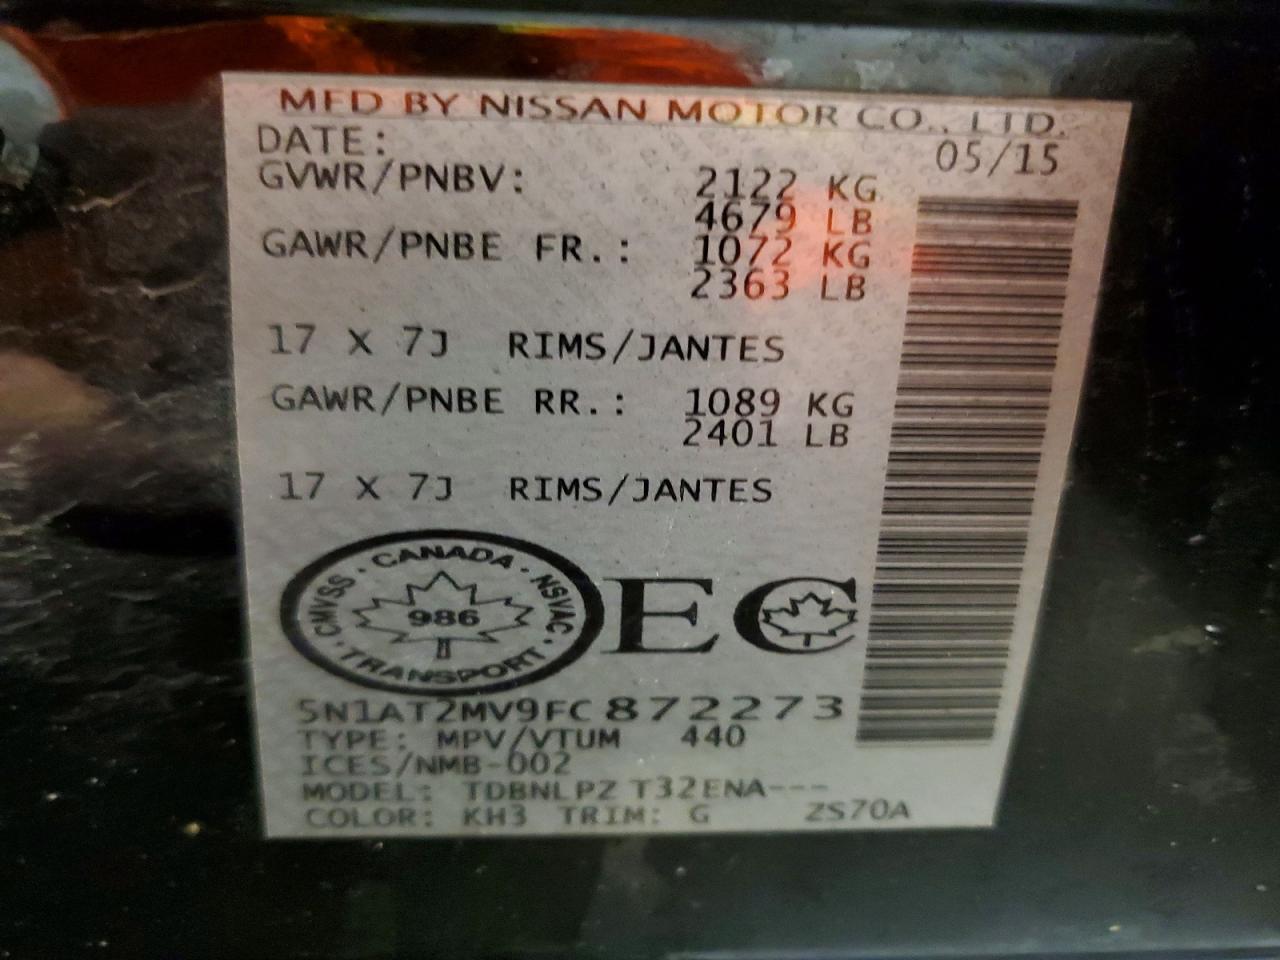 MFD BY NISSAN MOTOR CO., LTD.
DATE: 05/15
GVWR/PNBV: 2122 KG
4679 LB
GAWR/PNBE FR.: 1072 KG
2363 LB
17 X 7J RIMS/JANTES
GAWR/PNBE RR.: 1089 KG
2401 LB
17 X 7J RIMS/JANTES
CANADA · NSVAC · TRANSPORT · CMVSS ·
986
EC
5N1AT2MV9FC872273
TYPE: MPV/VTUM 440
ICES/NMB-002
MODEL: TDBNLPZ T32ENA---
COLOR: KH3 TRIM: G ZS70A